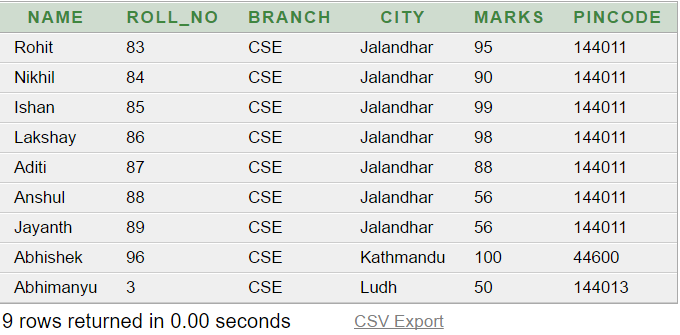 NAME ROLL_NO BRANCH CITY MARKS PINCODE
Rohit 83 CSE Jalandhar 95 144011
Nikhil 84 CSE Jalandhar 90 144011
Ishan 85 CSE Jalandhar 99 144011
Lakshay 86 CSE Jalandhar 98 144011
Aditi 87 CSE Jalandhar 88 144011
Anshul 88 CSE Jalandhar 56 144011
Jayanth 89 CSE Jalandhar 56 144011
Abhishek 96 CSE Kathmandu 100 44600
Abhimanyu 3 CSE Ludh 50 144013
9 rows returned in 0.00 seconds CSV Export